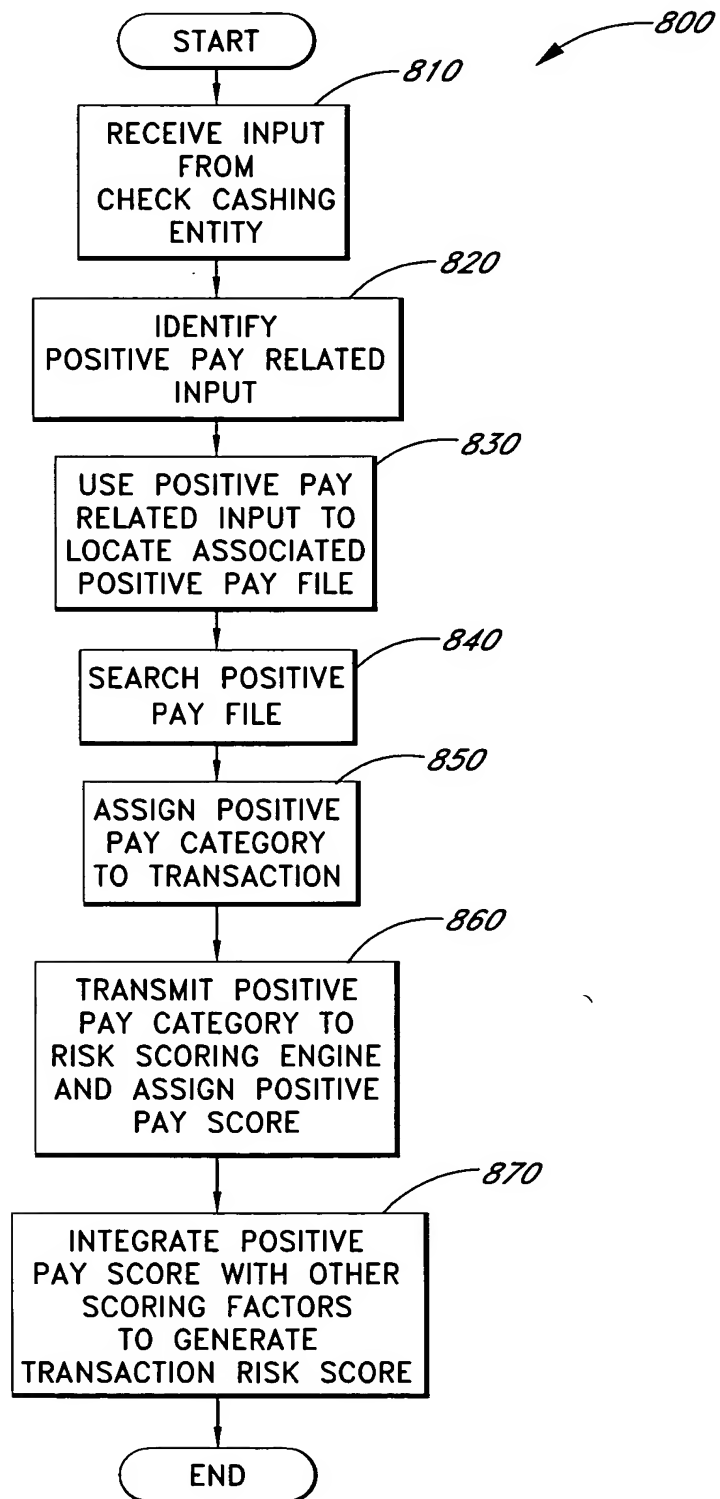 START
800
810
RECEIVE INPUT
FROM
CHECK CASHING
ENTITY
820
IDENTIFY
POSITIVE PAY RELATED
INPUT
830
USE POSITIVE PAY
RELATED INPUT TO
LOCATE ASSOCIATED
POSITIVE PAY FILE
840
SEARCH POSITIVE
PAY FILE
850
ASSIGN POSITIVE
PAY CATEGORY
TO TRANSACTION
860
TRANSMIT POSITIVE
PAY CATEGORY TO
RISK SCORING ENGINE
AND ASSIGN POSITIVE
PAY SCORE
870
INTEGRATE POSITIVE
PAY SCORE WITH OTHER
SCORING FACTORS
TO GENERATE
TRANSACTION RISK SCORE
END